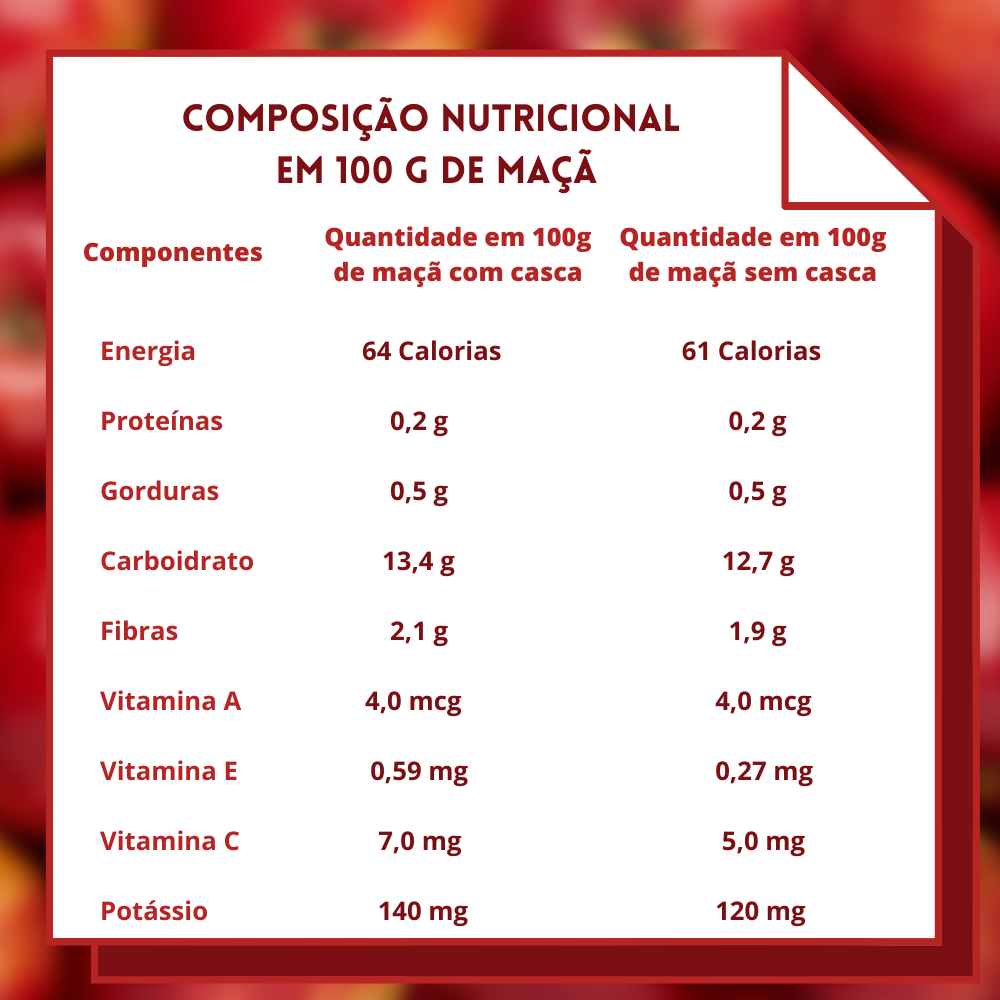 COMPOSIÇÃO NUTRICIONAL
EM 100 G DE MAÇÃ
Componentes
Quantidade em 100g
de maçã com casca
Quantidade em 100g
de maçã sem casca
Energia 64 Calorias 61 Calorias
Proteínas 0,2 g 0,2 g
Gorduras 0,5 g 0,5 g
Carboidrato 13,4 g 12,7 g
Fibras 2,1 g 1,9 g
Vitamina A 4,0 mcg 4,0 mcg
Vitamina E 0,59 mg 0,27 mg
Vitamina C 7,0 mg 5,0 mg
Potássio 140 mg 120 mg